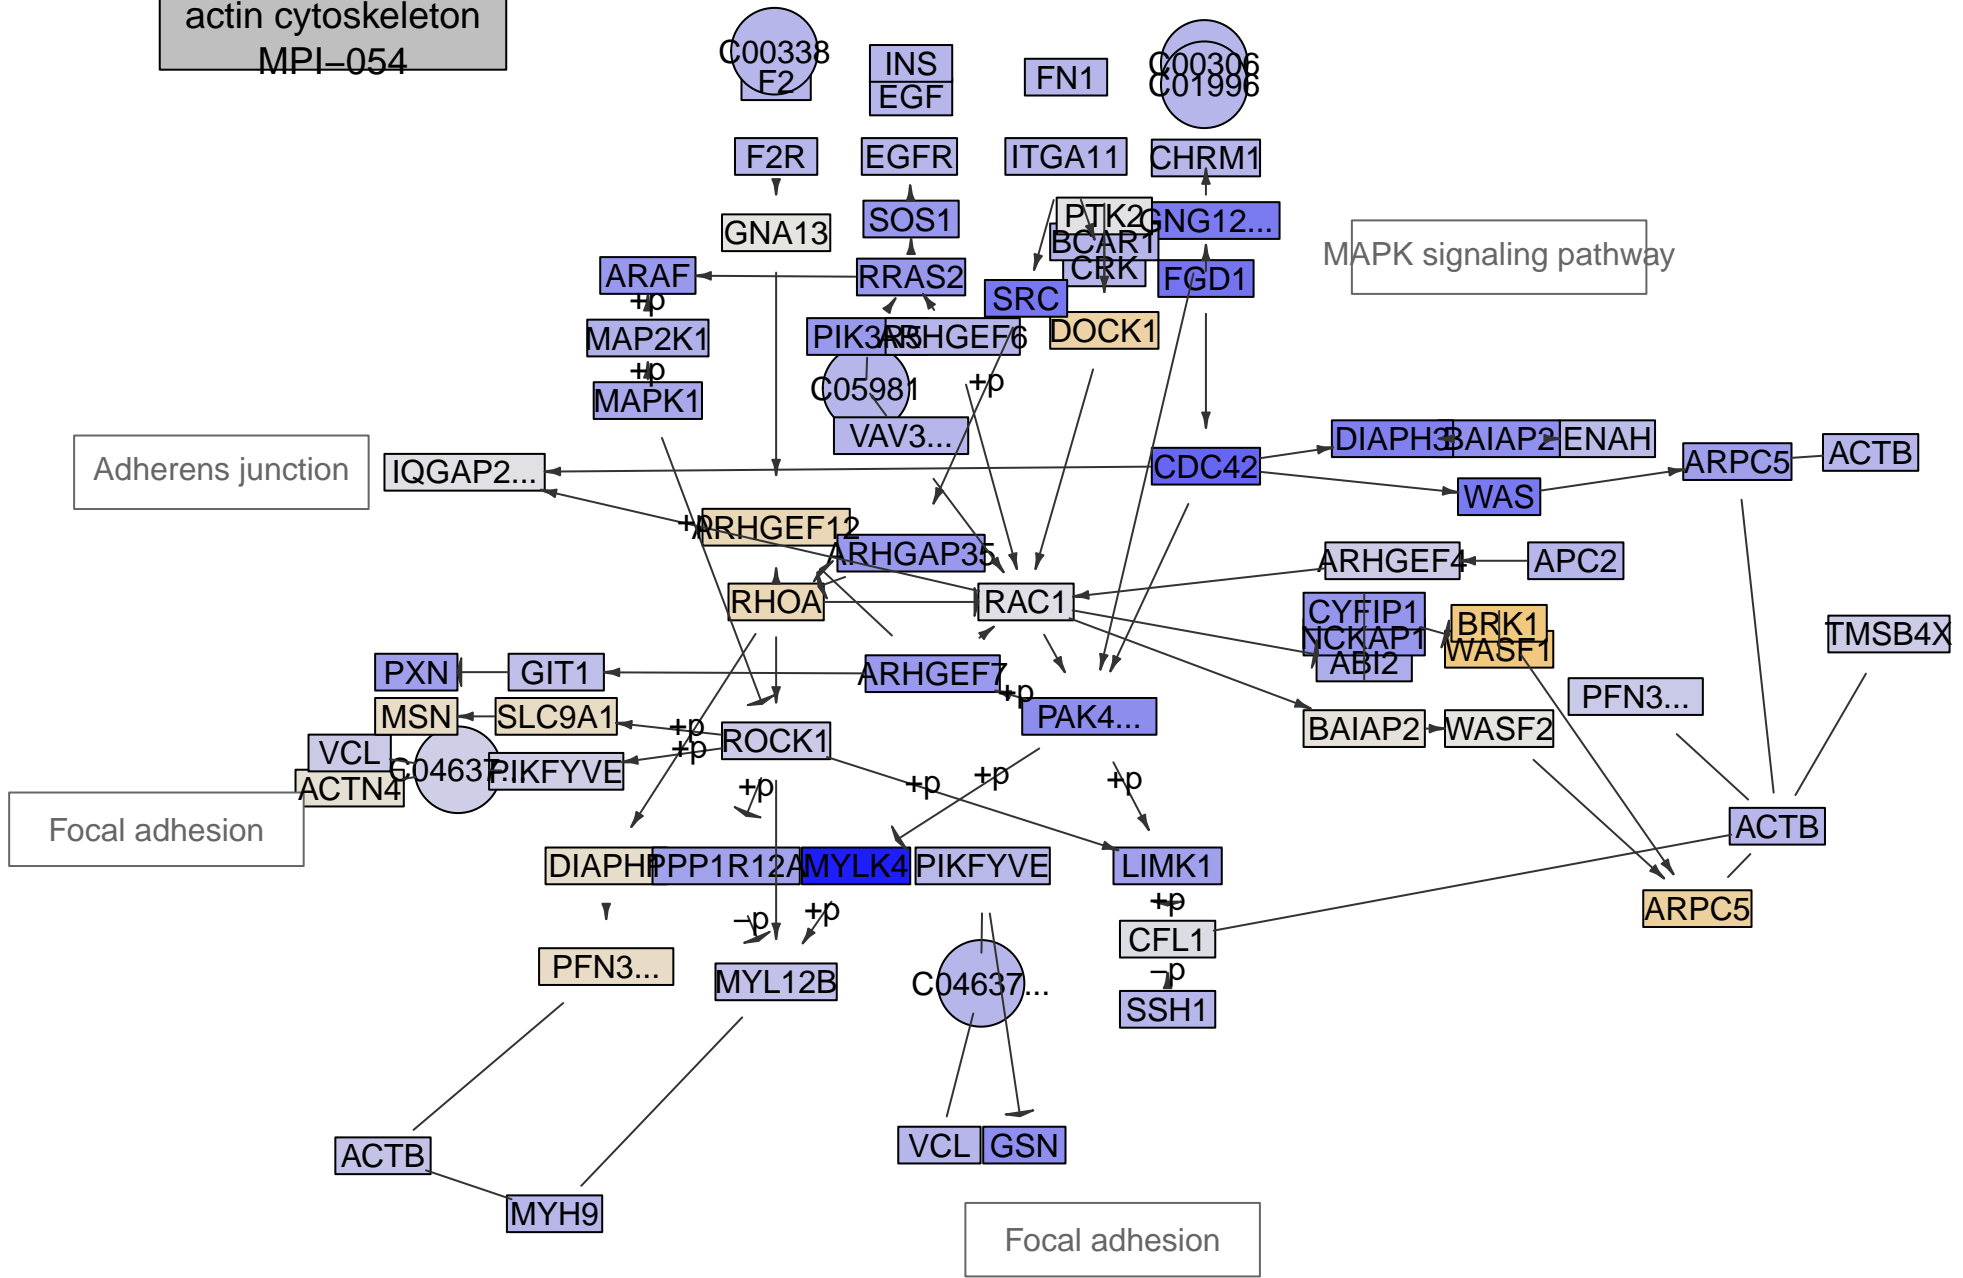 actin cytoskeleton
MPI−054
C00338
F2
INS
EGF
FN1
C00306
C01996
F2R
EGFR
ITGA11
CHRM1
GNA13
SOS1
PTK2
BCAR1
CRK
GNG12...
MAPK signaling pathway
ARAF
RRAS2
SRC
FGD1
+p
MAP2K1
ARHGEF6
DOCK1
+p
MAPK1
C05981
+p
VAV3...
Adherens junction
IQGAP2...
CDC42
DIAPH3
BAIAP2
ENAH
ARPC5
ACTB
WAS
+p
ARHGEF12
ARHGAP35
ARHGEF4
APC2
RHOA
RAC1
CYFIP1
NCKAP1
ABI2
BRK1
WASF1
TMSB4X
PXN
GIT1
ARHGEF7
+p
PFN3...
MSN
SLC9A1
+p
PAK4...
BAIAP2
WASF2
VCL
ACTN4
PIKFYVE
+p
ROCK1
+p
+p
+p
+p
Focal adhesion
ACTB
PPP1R12A
MYLK4
PIKFYVE
LIMK1
−p
+p
+p
ARPC5
CFL1
PFN3...
MYL12B
C04637...
−p
SSH1
ACTB
VCL
GSN
MYH9
Focal adhesion